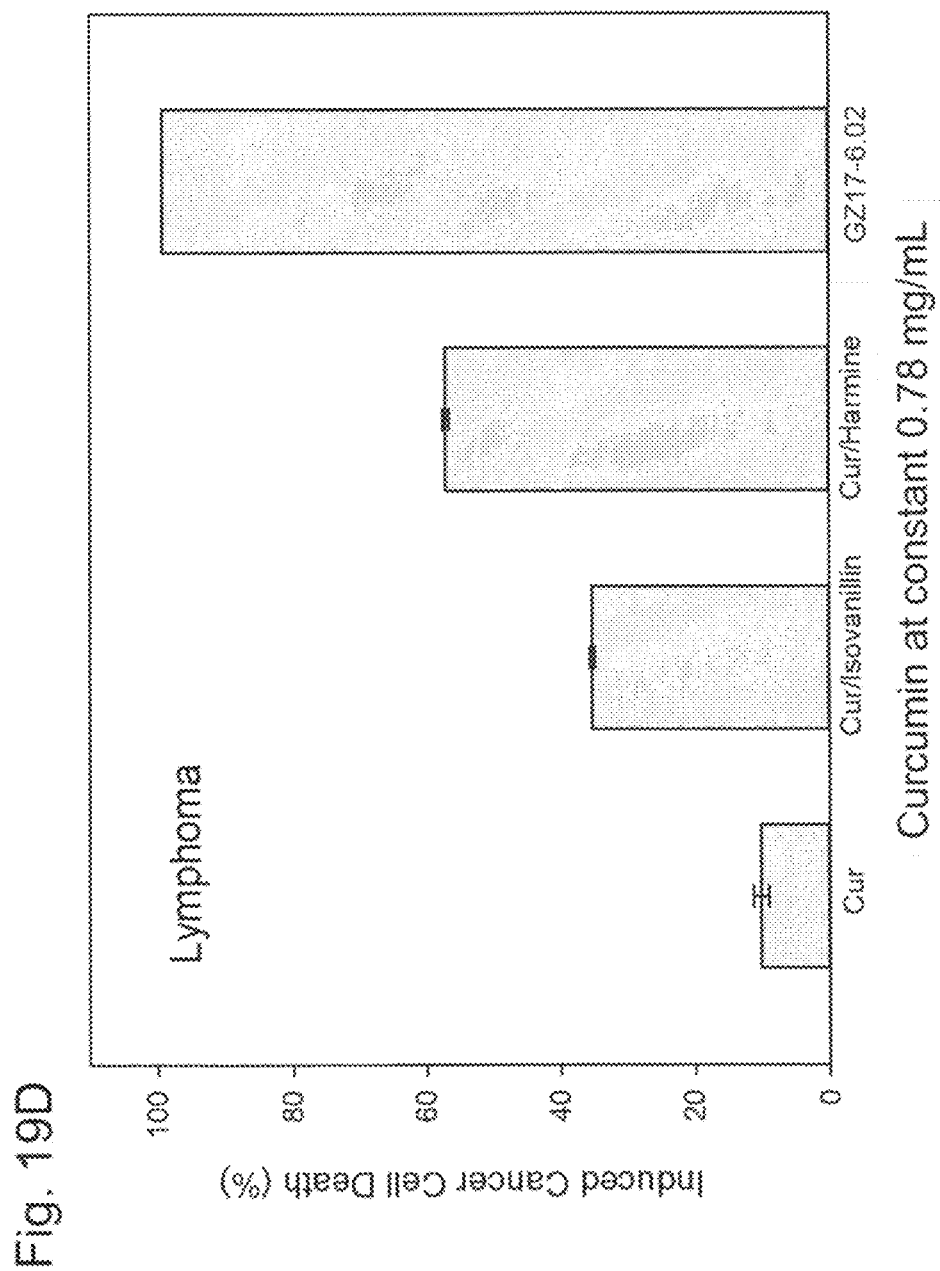 Fig. 19D
Lymphoma
Induced Cancer Cell Death (%)
100
80
60
40
20
0
Cur
Cur/Isovanillin
Cur/Harmine
GZ17-6.02
Curcumin at constant 0.78 mg/mL